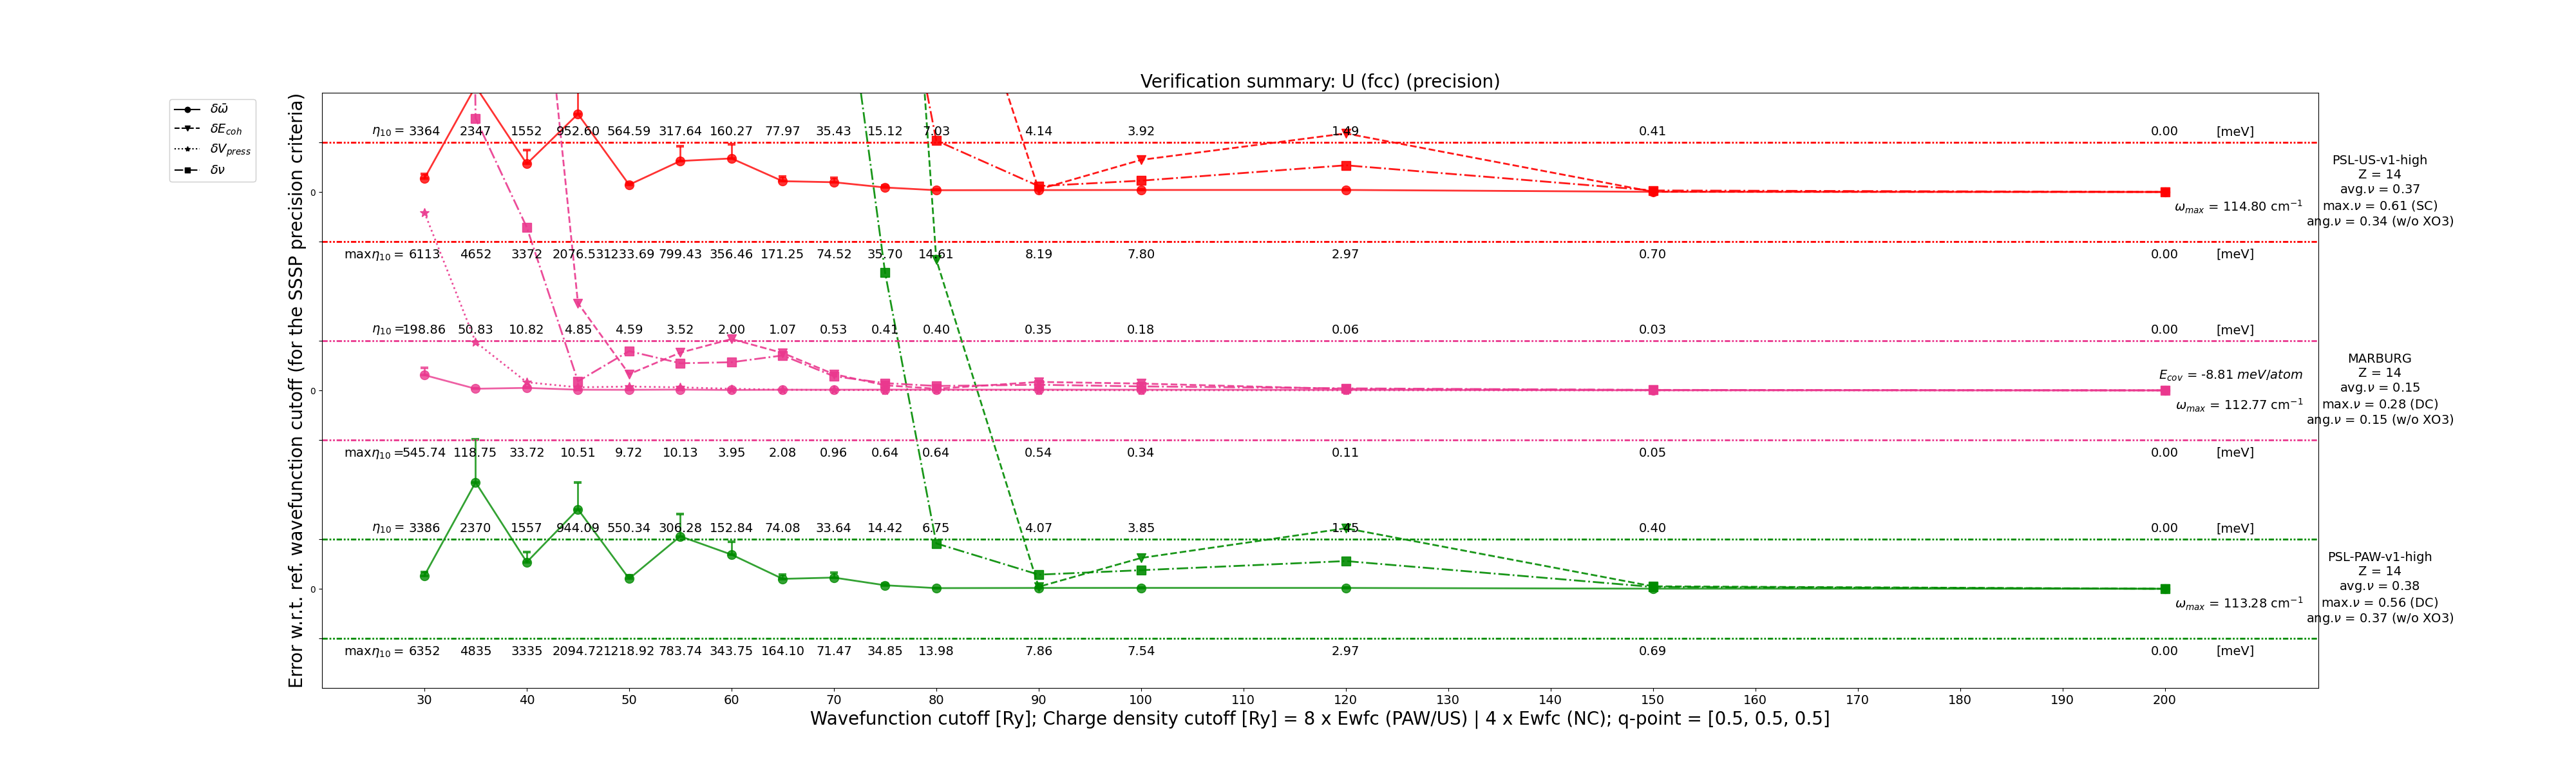 Verification summary: U (fcc) (precision)
δω̄
δE_coh
δV_press
δν
Error w.r.t. ref. wavefunction cutoff (for the SSSP precision criteria)
η₁₀ = 3364 2347 1552 952.60 564.59 317.64 160.27 77.97 35.43 15.12 7.03 4.14 3.92 1.49 0.41 0.00 [meV]
0
PSL-US-v1-high
Z = 14
avg.ν = 0.37
ω_max = 114.80 cm⁻¹
max.ν = 0.61 (SC)
ang.ν = 0.34 (w/o XO3)
maxη₁₀ = 6113 4652 3372 2076.53 1233.69 799.43 356.46 171.25 74.52 35.70 14.61 8.19 7.80 2.97 0.70 0.00 [meV]
η₁₀ = 198.86 50.83 10.82 4.85 4.59 3.52 2.00 1.07 0.53 0.41 0.40 0.35 0.18 0.06 0.03 0.00 [meV]
0
MARBURG
Z = 14
E_cov = -8.81 meV/atom
avg.ν = 0.15
ω_max = 112.77 cm⁻¹
max.ν = 0.28 (DC)
ang.ν = 0.15 (w/o XO3)
maxη₁₀ = 545.74 118.75 33.72 10.51 9.72 10.13 3.95 2.08 0.96 0.64 0.64 0.54 0.34 0.11 0.05 0.00 [meV]
η₁₀ = 3386 2370 1557 944.09 550.34 306.28 152.84 74.08 33.64 14.42 6.75 4.07 3.85 1.45 0.40 0.00 [meV]
0
PSL-PAW-v1-high
Z = 14
avg.ν = 0.38
ω_max = 113.28 cm⁻¹
max.ν = 0.56 (DC)
ang.ν = 0.37 (w/o XO3)
maxη₁₀ = 6352 4835 3335 2094.72 1218.92 783.74 343.75 164.10 71.47 34.85 13.98 7.86 7.54 2.97 0.69 0.00 [meV]
30 40 50 60 70 80 90 100 110 120 130 140 150 160 170 180 190 200
Wavefunction cutoff [Ry]; Charge density cutoff [Ry] = 8 x Ewfc (PAW/US) | 4 x Ewfc (NC); q-point = [0.5, 0.5, 0.5]